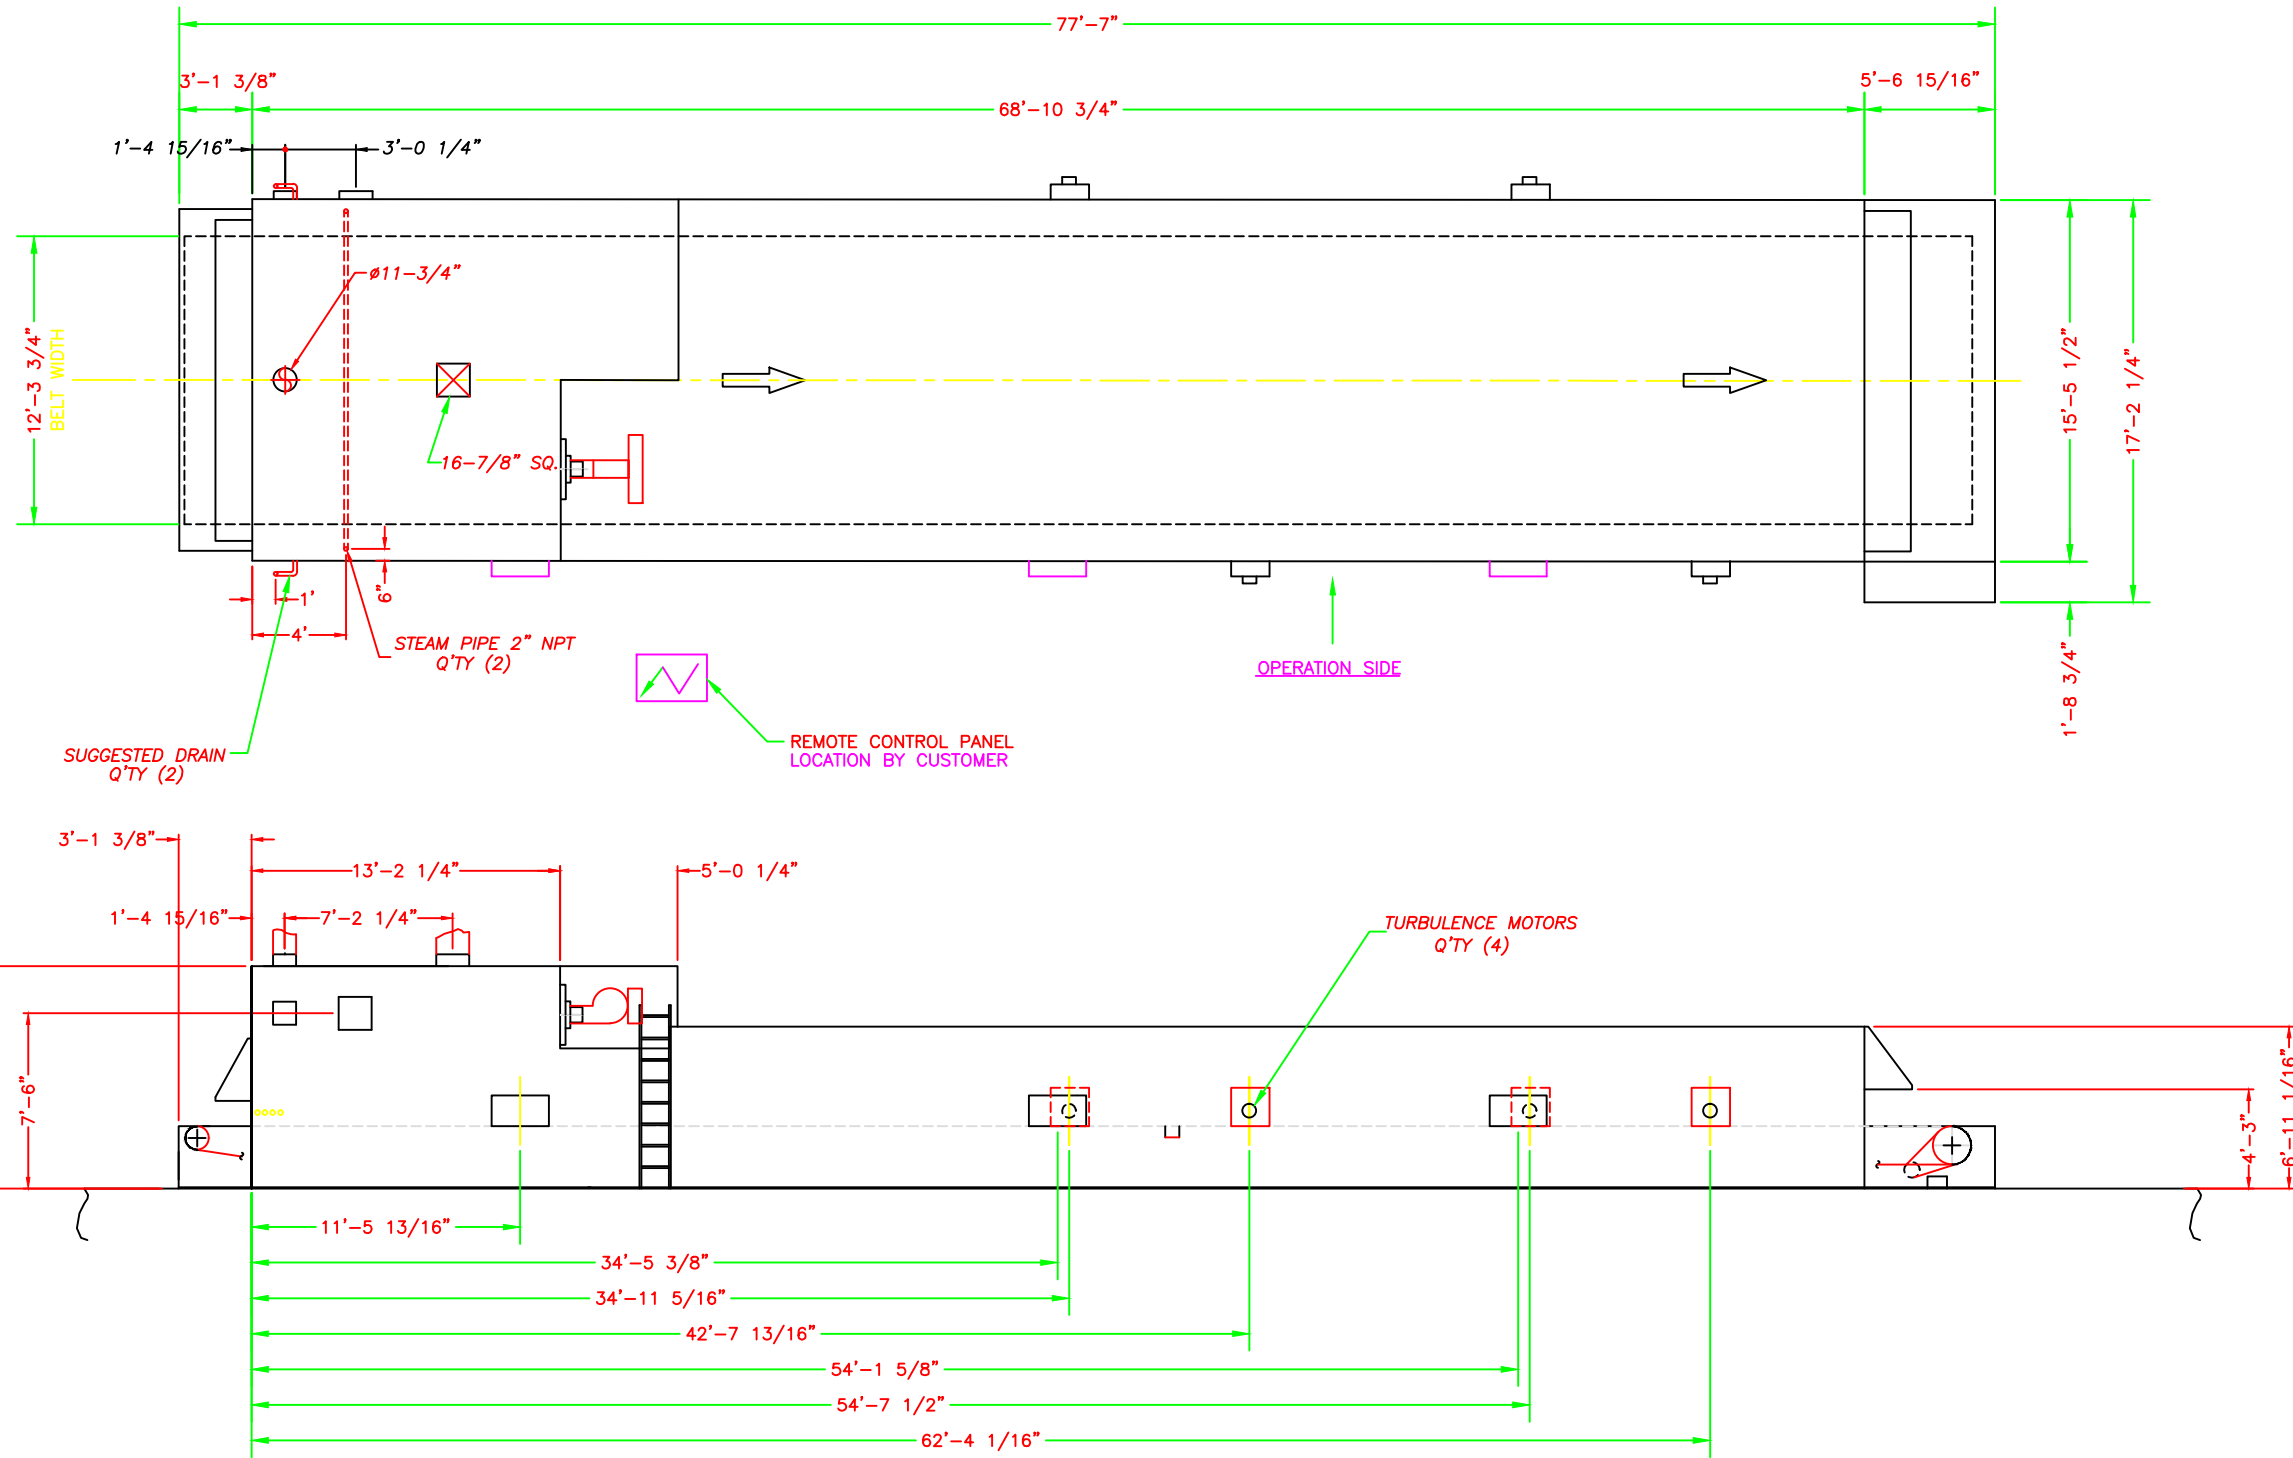 77'-7"
3'-1 3/8"
5'-6 15/16"
68'-10 3/4"
1'-4 15/16"
3'-0 1/4"
ø11-3/4"
12'-3 3/4"
BELT WIDTH
16-7/8" SQ.
15'-5 1/2"
17'-2 1/4"
1'
6"
4'
STEAM PIPE 2" NPT
Q'TY (2)
OPERATION SIDE
1'-8 3/4"
SUGGESTED DRAIN
Q'TY (2)
REMOTE CONTROL PANEL
LOCATION BY CUSTOMER
3'-1 3/8"
13'-2 1/4"
5'-0 1/4"
1'-4 15/16"
7'-2 1/4"
TURBULENCE MOTORS
Q'TY (4)
7'-6"
4'-3"
6'-11 1/16"
11'-5 13/16"
34'-5 3/8"
34'-11 5/16"
42'-7 13/16"
54'-1 5/8"
54'-7 1/2"
62'-4 1/16"